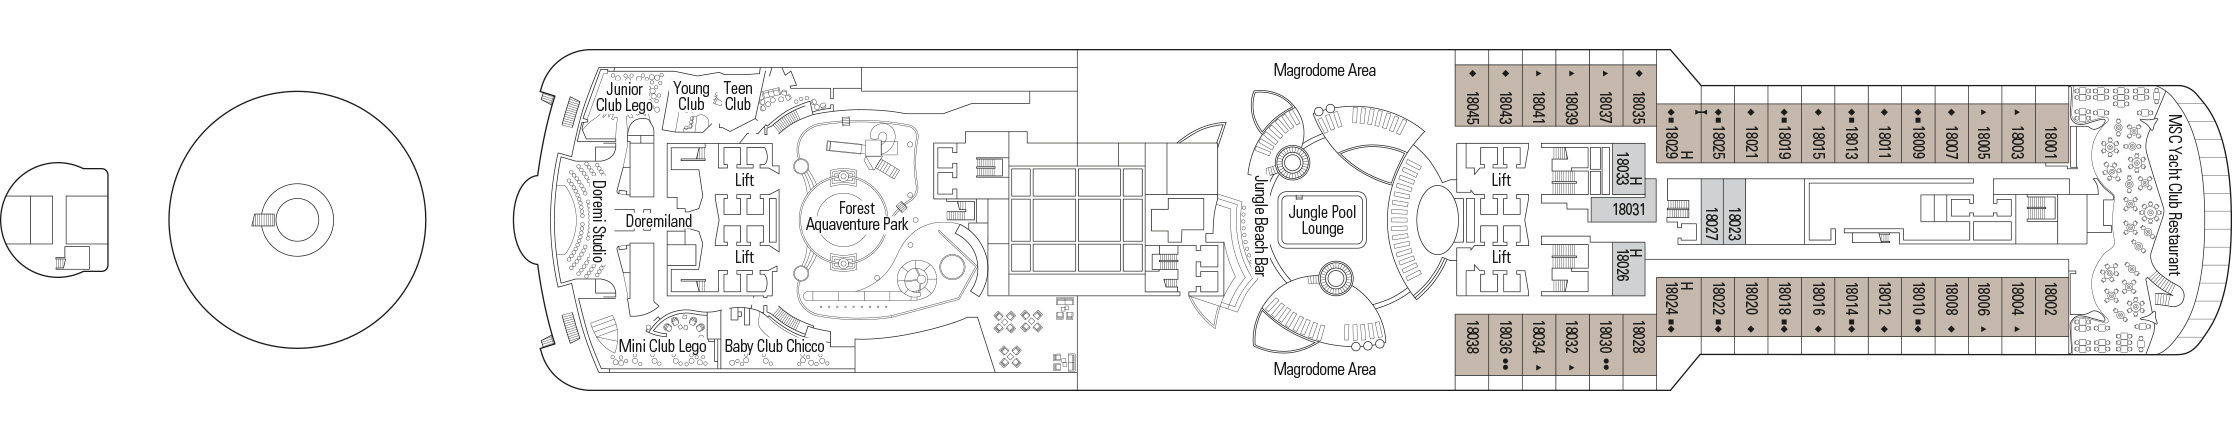 Junior
Club Lego
Young
Club
Teen
Club
Doremi Studio
Doremiland
Lift
Lift
Forest
Aquaventure Park
Mini Club Lego
Baby Club Chicco
Magrodome Area
Jungle Beach Bar
Jungle Pool
Lounge
Magrodome Area
Lift
Lift
18045
18043
18041
18039
18037
18035
18033 H
18031
18026 H
18038
18036
18034
18032
18030
18028
18029 H
18025
18021
18019
18015
18013
18011
18009
18007
18005
18003
18001
18027
18023
18024 H
18022
18020
18018
18016
18014
18012
18010
18008
18006
18004
18002
MSC Yacht Club Restaurant